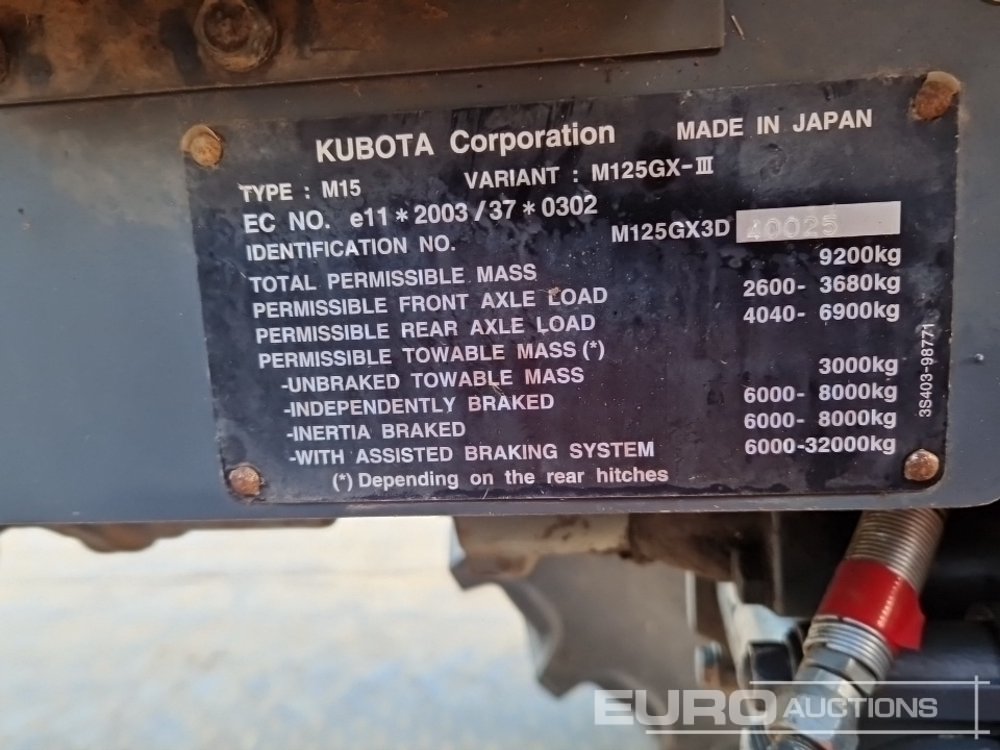 KUBOTA Corporation MADE IN JAPAN
TYPE : M15 VARIANT : M125GX-III
EC NO. e11*2003/37*0302
IDENTIFICATION NO. M125GX3D 40025
TOTAL PERMISSIBLE MASS 9200kg
PERMISSIBLE FRONT AXLE LOAD 2600- 3680kg
PERMISSIBLE REAR AXLE LOAD 4040- 6900kg
PERMISSIBLE TOWABLE MASS(*)
-UNBRAKED TOWABLE MASS 3000kg
-INDEPENDENTLY BRAKED 6000- 8000kg
-INERTIA BRAKED 6000- 8000kg
-WITH ASSISTED BRAKING SYSTEM 6000-32000kg
(*) Depending on the rear hitches
3S403-98771
EURO AUCTIONS